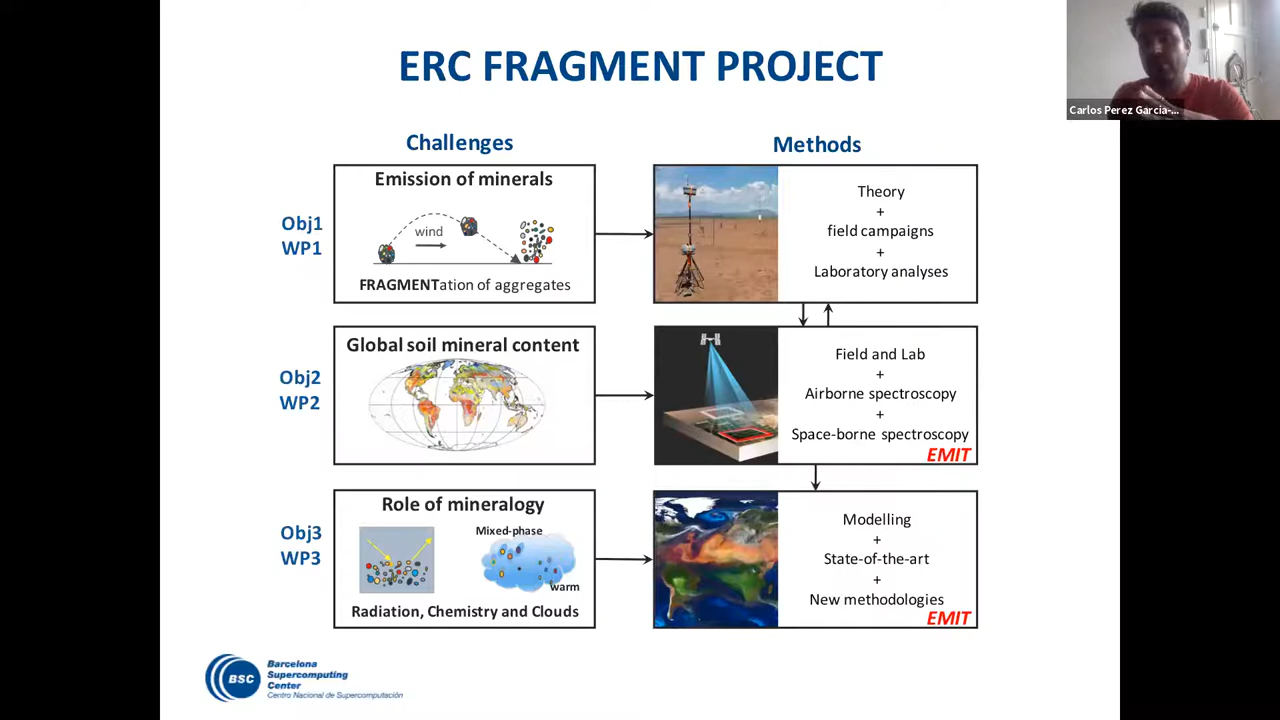 ERC FRAGMENT PROJECT
Carlos Perez Garcia-...
Challenges
Methods
Obj1
WP1
Emission of minerals
wind
FRAGMENTation of aggregates
Theory
+
field campaigns
+
Laboratory analyses
Obj2
WP2
Global soil mineral content
Field and Lab
+
Airborne spectroscopy
+
Space-borne spectroscopy
EMIT
Obj3
WP3
Role of mineralogy
Mixed-phase
warm
Radiation, Chemistry and Clouds
Modelling
+
State-of-the-art
+
New methodologies
EMIT
BSC
Barcelona
Supercomputing
Center
Centro Nacional de Supercomputación